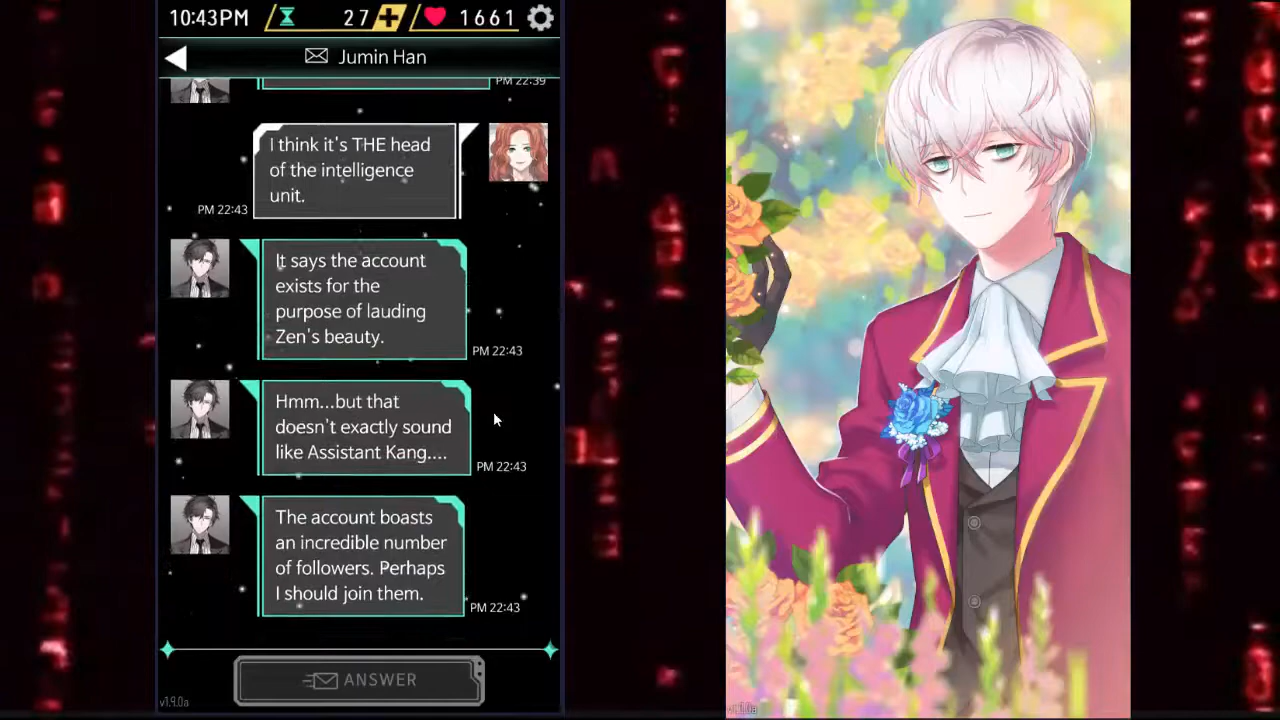 10:43PM 27 1661
Jumin Han
PM 22:39
I think it's THE head
of the intelligence
unit.
PM 22:43
It says the account
exists for the
purpose of lauding
Zen's beauty.
PM 22:43
Hmm...but that
doesn't exactly sound
like Assistant Kang....
PM 22:43
The account boasts
an incredible number
of followers. Perhaps
I should join them.
PM 22:43
ANSWER
v1.9.0a